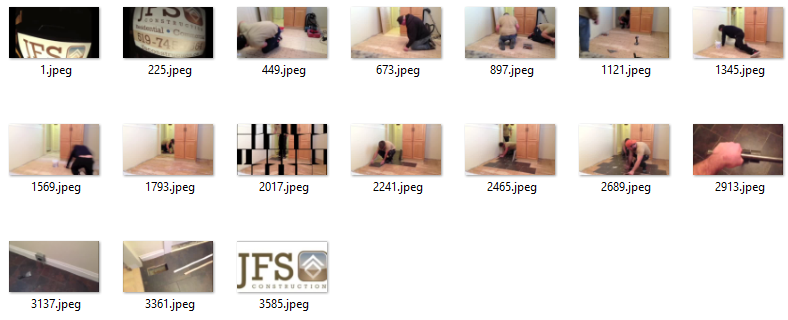 JFS
CONSTRUCTION
Residential
519-74
1.jpeg 225.jpeg 449.jpeg 673.jpeg 897.jpeg 1121.jpeg 1345.jpeg
1569.jpeg 1793.jpeg 2017.jpeg 2241.jpeg 2465.jpeg 2689.jpeg 2913.jpeg
JFS
CONSTRUCTION
3137.jpeg 3361.jpeg 3585.jpeg